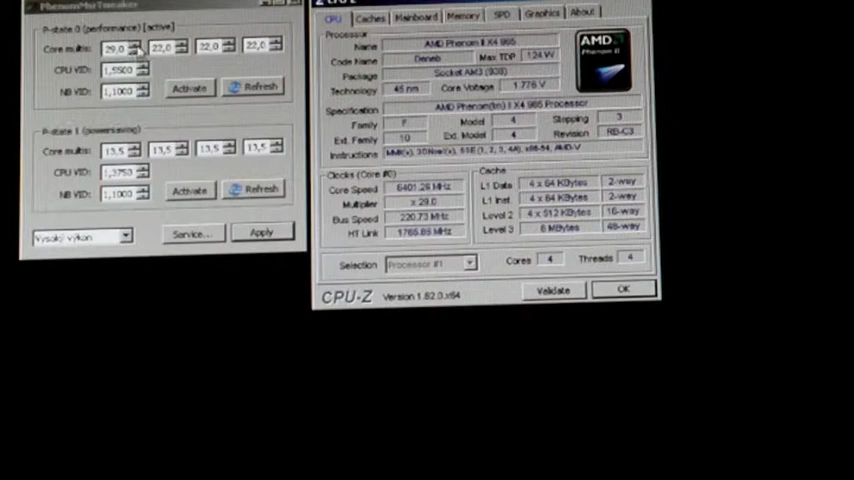 PhenomMsrTweaker
P-state 0 (performance) [active]
Core multis: 29,0 22,0 22,0 22,0
CPU VID: 1,5500
NB VID: 1,1000 Activate Refresh
P-state 1 (powersaving)
Core multis: 13,5 13,5 13,5 13,5
CPU VID: 1,3750
NB VID: 1,1000 Activate Refresh
Vysoký výkon Service... Apply
CPU Caches Mainboard Memory SPD Graphics About
Processor
Name AMD Phenom II X4 965
Code Name Deneb Max TDP 124 W
Package Socket AM3 (938)
Technology 45 nm Core Voltage 1.776 V
Specification AMD Phenom(tm) II X4 965 Processor
Family F Model 4 Stepping 3
Ext. Family 10 Ext. Model 4 Revision RB-C3
Instructions MMX(+), 3DNow!(+), SSE (1, 2, 3, 4A), x86-64, AMD-V
Clocks (Core #0)
Core Speed 6401.26 MHz
Multiplier x 29.0
Bus Speed 220.73 MHz
HT Link 1765.86 MHz
Cache
L1 Data 4 x 64 KBytes 2-way
L1 Inst. 4 x 64 KBytes 2-way
Level 2 4 x 512 KBytes 16-way
Level 3 6 MBytes 48-way
Selection Processor #1 Cores 4 Threads 4
CPU-Z Version 1.82.0.x64 Validate OK
AMD
Phenom II